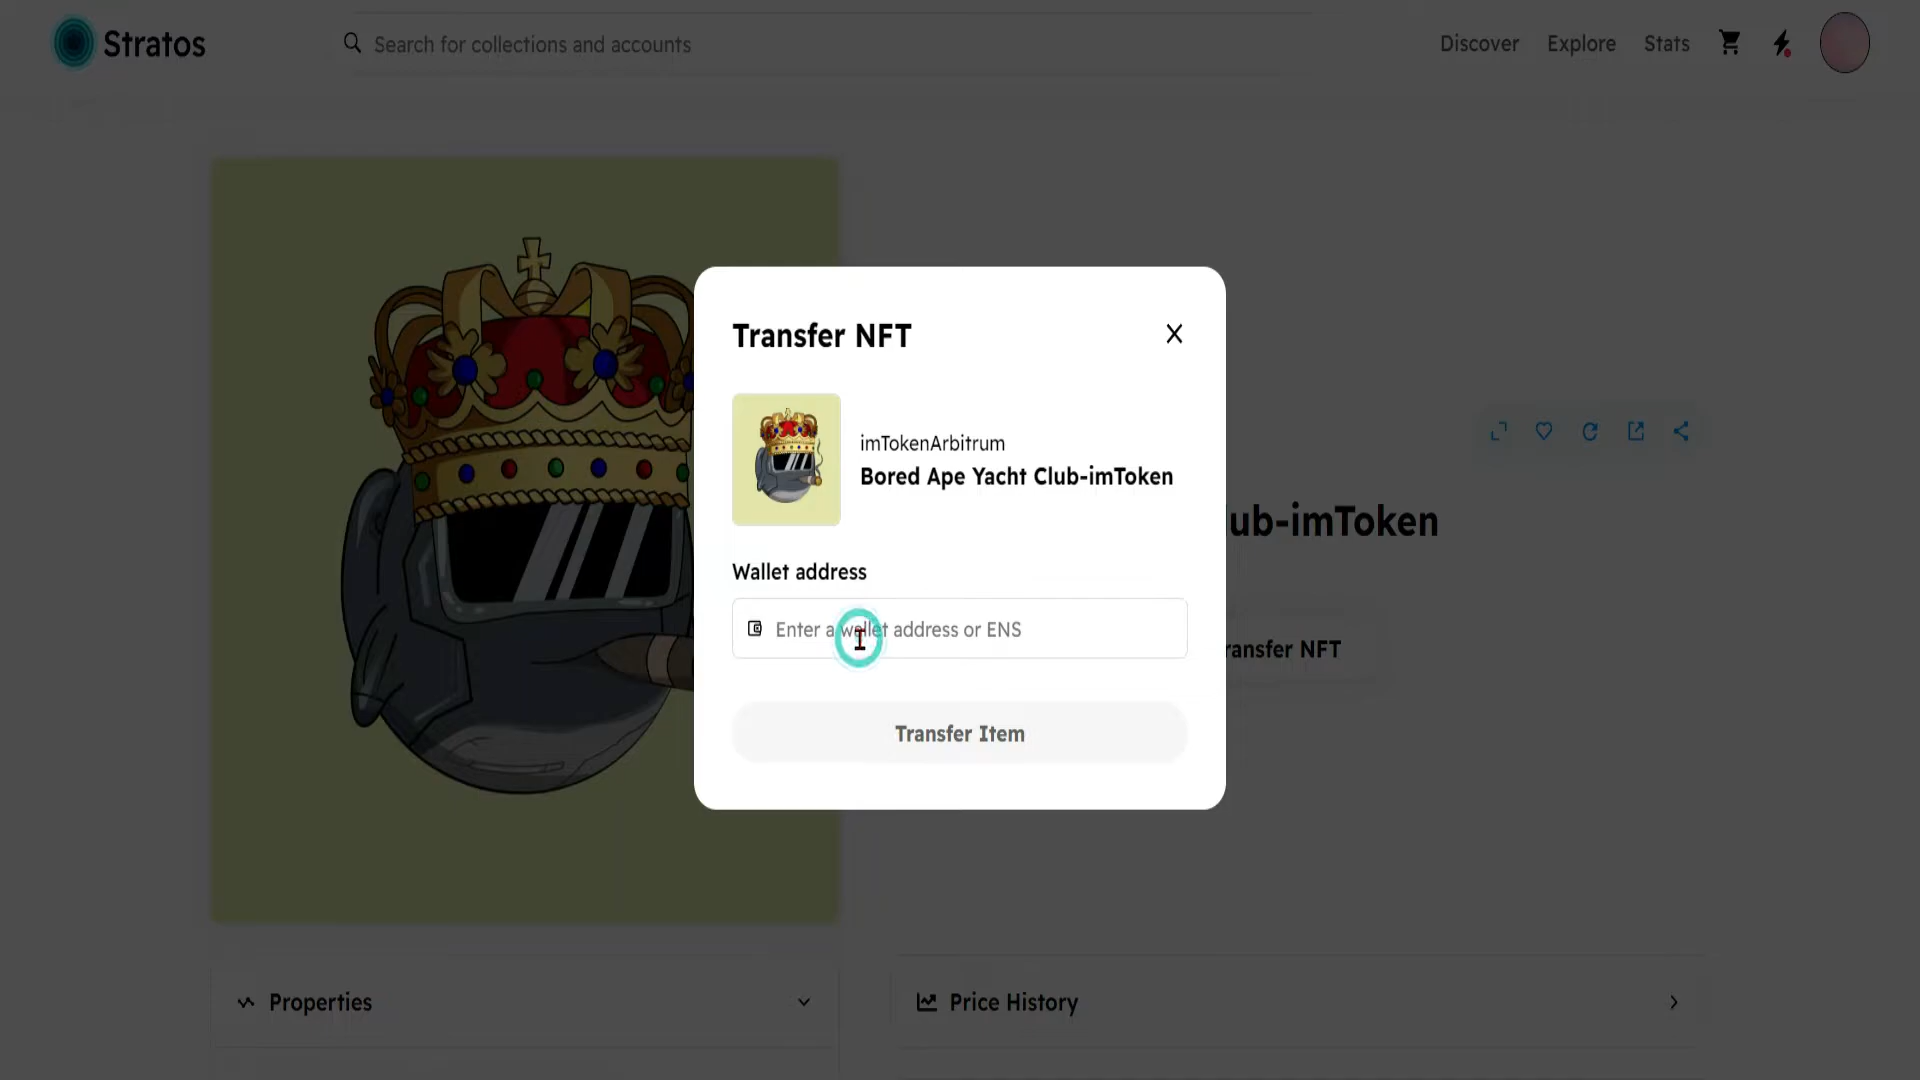 Stratos
Search for collections and accounts
Discover
Explore
Stats
Transfer NFT
imTokenArbitrum
Bored Ape Yacht Club-imToken
ub-imToken
Wallet address
Enter a wallet address or ENS
ransfer NFT
Transfer Item
Properties
Price History